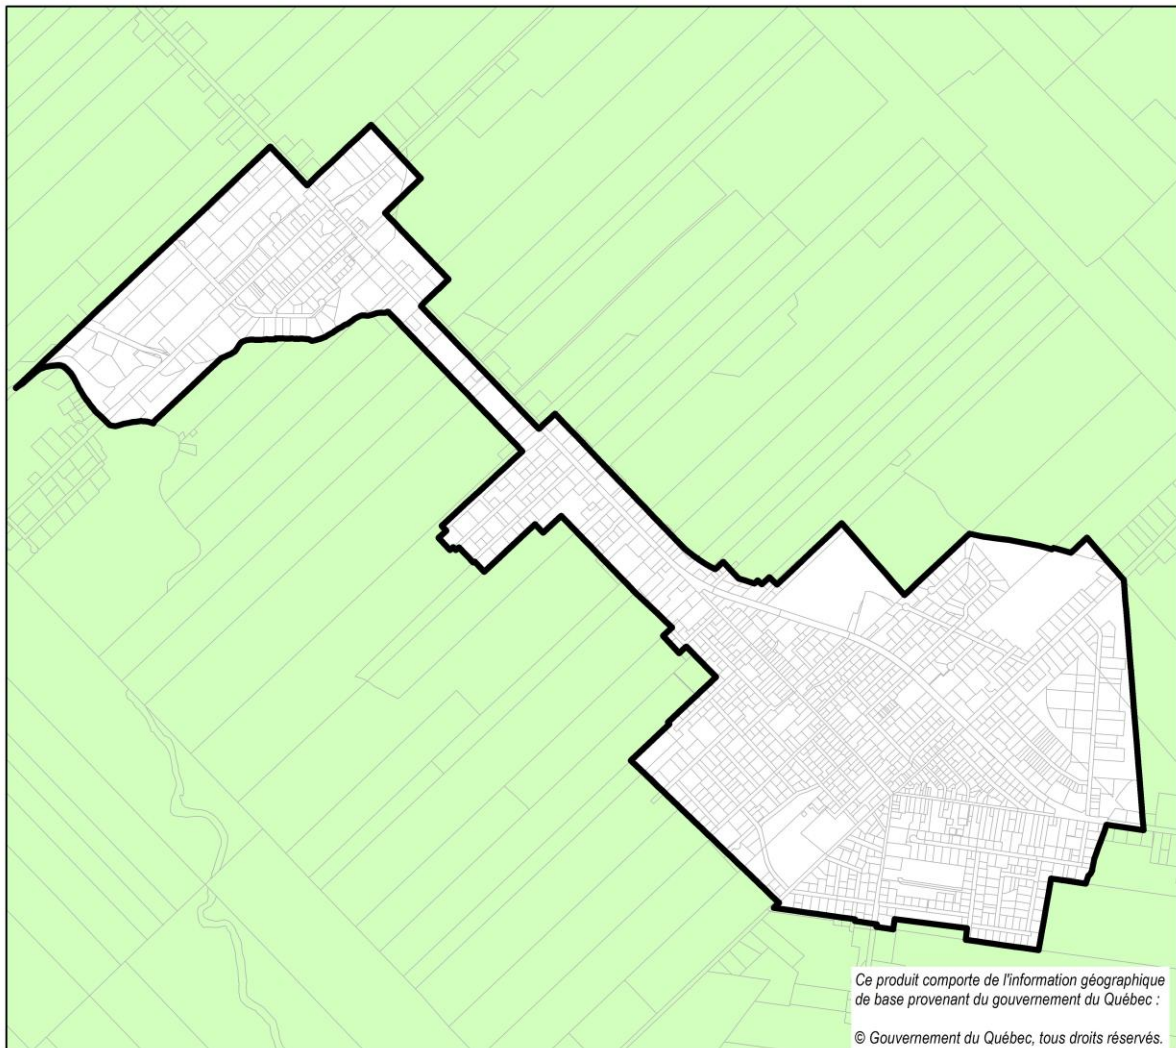 Ce produit comporte de l'information géographique
de base provenant du gouvernement du Québec :
© Gouvernement du Québec, tous droits réservés.